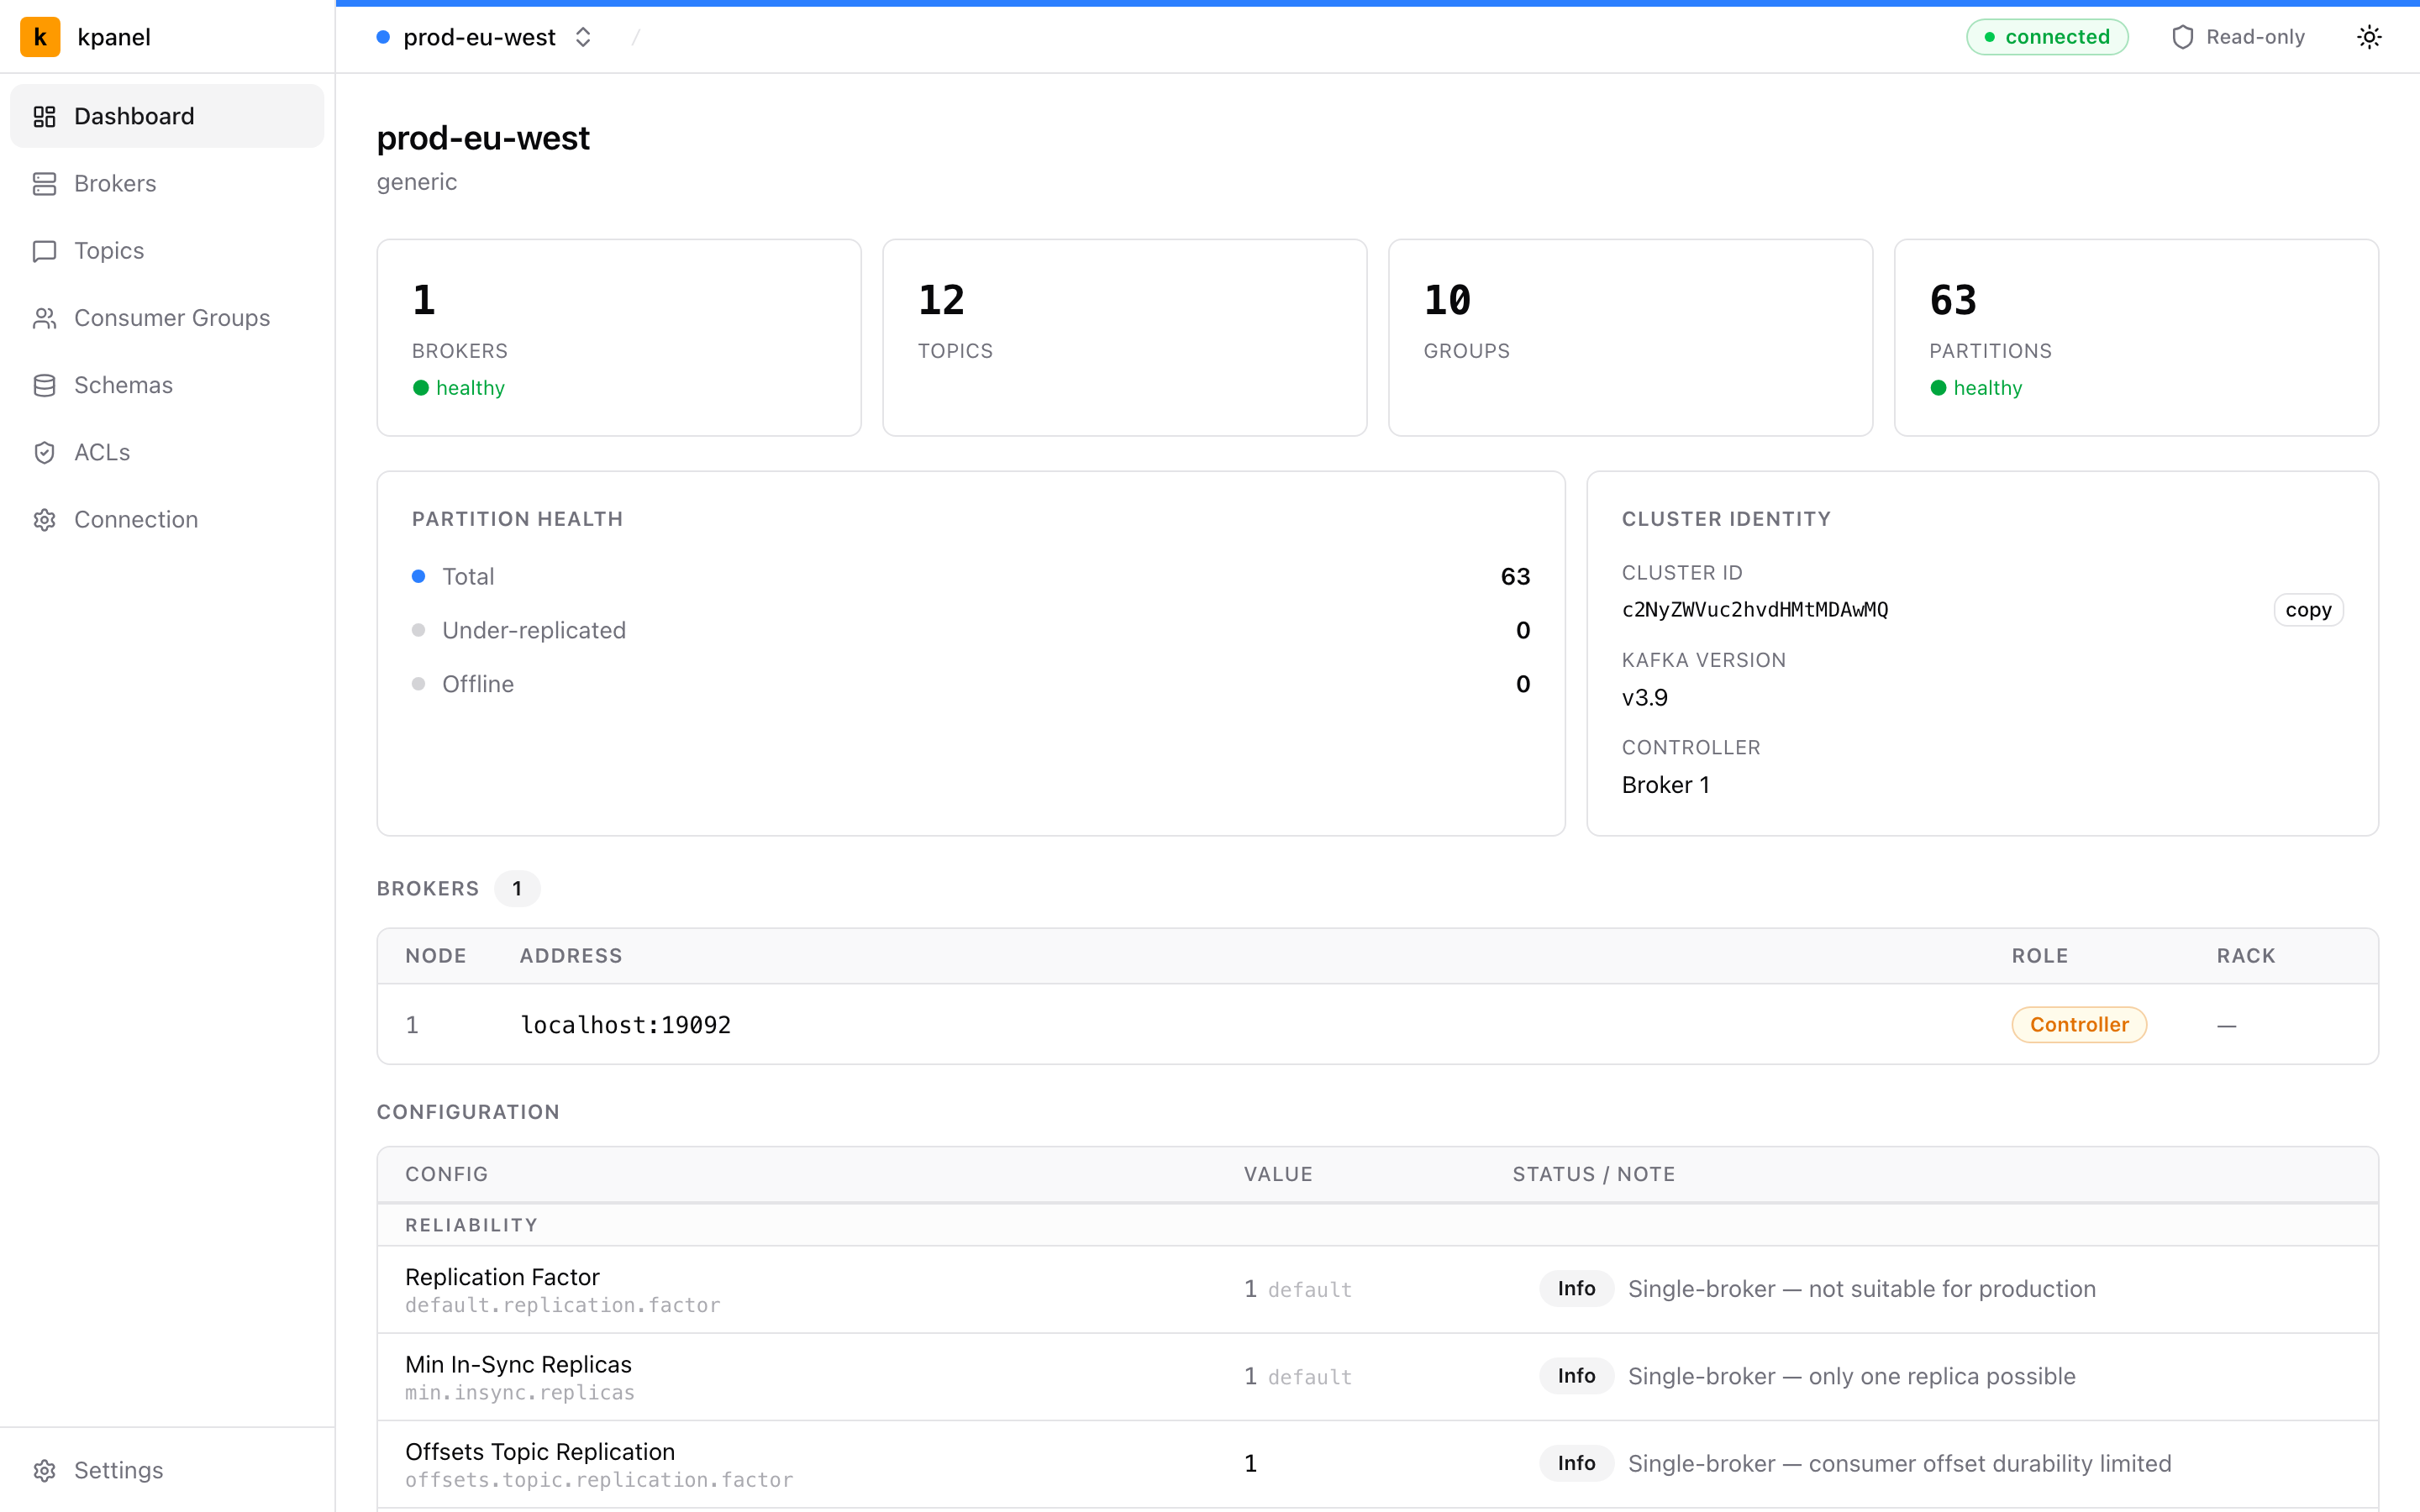 k kpanel
prod-eu-west /
connected
Read-only
Dashboard
Brokers
Topics
Consumer Groups
Schemas
ACLs
Connection
Settings
prod-eu-west
generic
1
BROKERS
healthy
12
TOPICS
10
GROUPS
63
PARTITIONS
healthy
PARTITION HEALTH
Total 63
Under-replicated 0
Offline 0
CLUSTER IDENTITY
CLUSTER ID
c2NyZWVuc2hvdHMtMDAwMQ copy
KAFKA VERSION
v3.9
CONTROLLER
Broker 1
BROKERS 1
NODE ADDRESS ROLE RACK
1 localhost:19092 Controller —
CONFIGURATION
CONFIG VALUE STATUS / NOTE
RELIABILITY
Replication Factor
default.replication.factor
1 default Info Single-broker — not suitable for production
Min In-Sync Replicas
min.insync.replicas
1 default Info Single-broker — only one replica possible
Offsets Topic Replication
offsets.topic.replication.factor
1 Info Single-broker — consumer offset durability limited